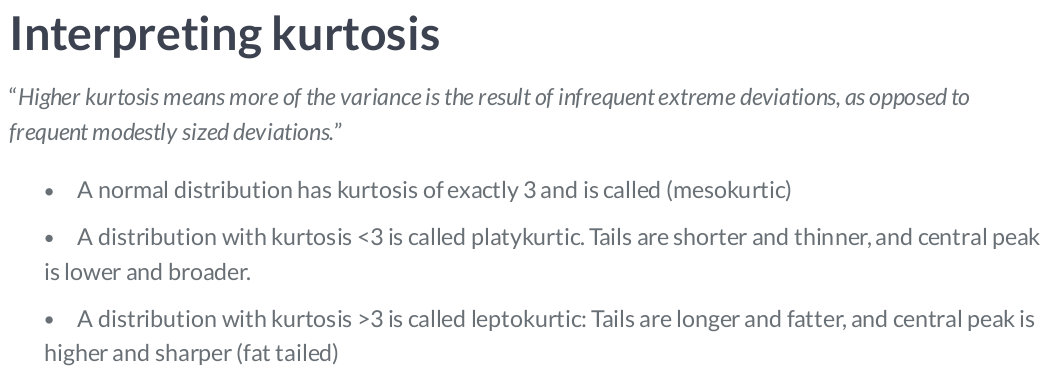 Interpreting kurtosis
“Higher kurtosis means more of the variance is the result of infrequent extreme deviations, as opposed to
frequent modestly sized deviations.”
• A normal distribution has kurtosis of exactly 3 and is called (mesokurtic)
• A distribution with kurtosis <3 is called platykurtic. Tails are shorter and thinner, and central peak
is lower and broader.
• A distribution with kurtosis >3 is called leptokurtic: Tails are longer and fatter, and central peak is
higher and sharper (fat tailed)